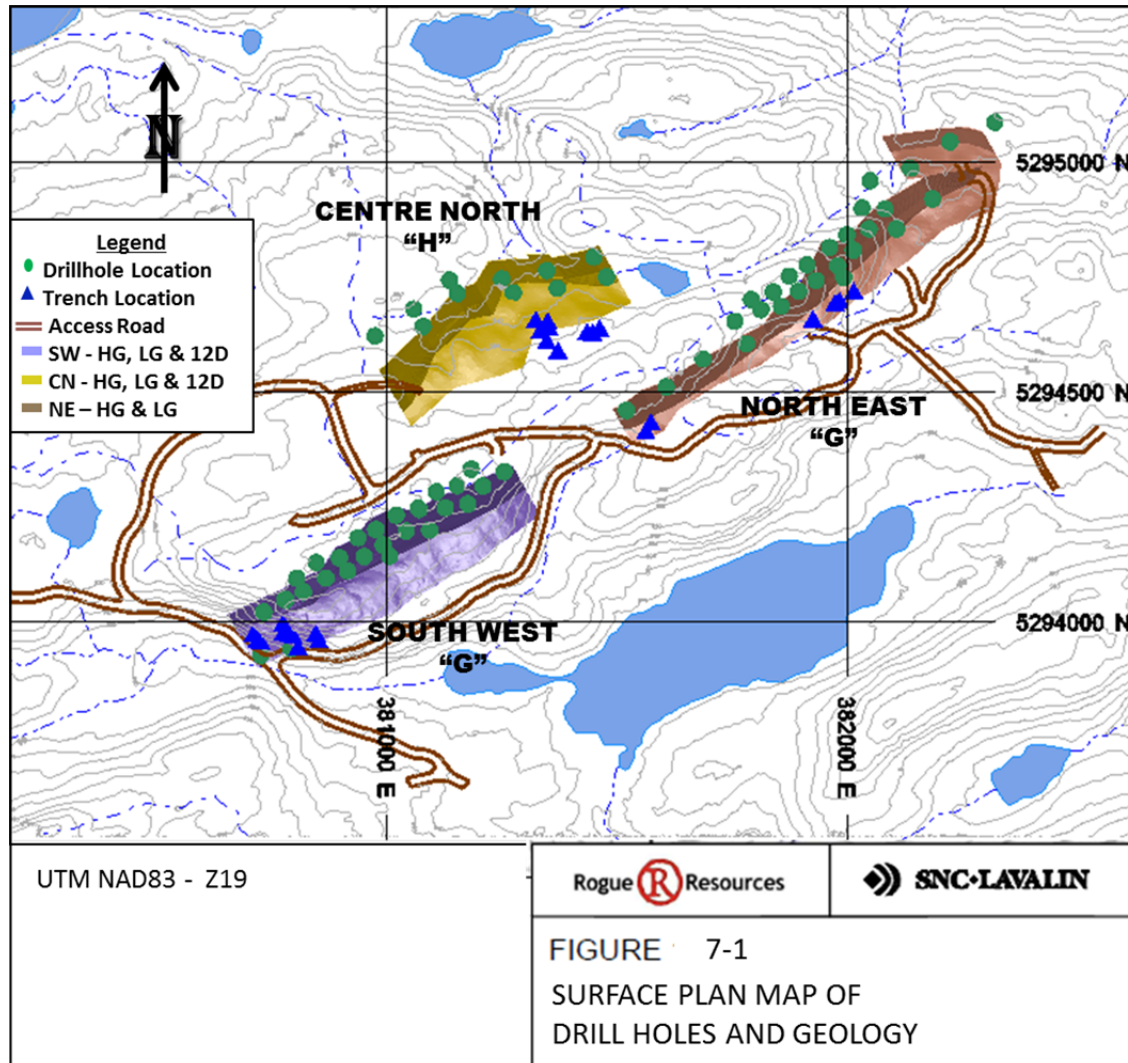 N
5295000 N
CENTRE NORTH
“H”
Legend
Drillhole Location
Trench Location
Access Road
SW - HG, LG & 12D
CN - HG, LG & 12D
NE – HG & LG
5294500 N
NORTH EAST
“G”
5294000 N
SOUTH WEST
“G”
381000 E
382000 E
UTM NAD83 - Z19
Rogue R Resources
SNC•LAVALIN
FIGURE 7-1
SURFACE PLAN MAP OF
DRILL HOLES AND GEOLOGY